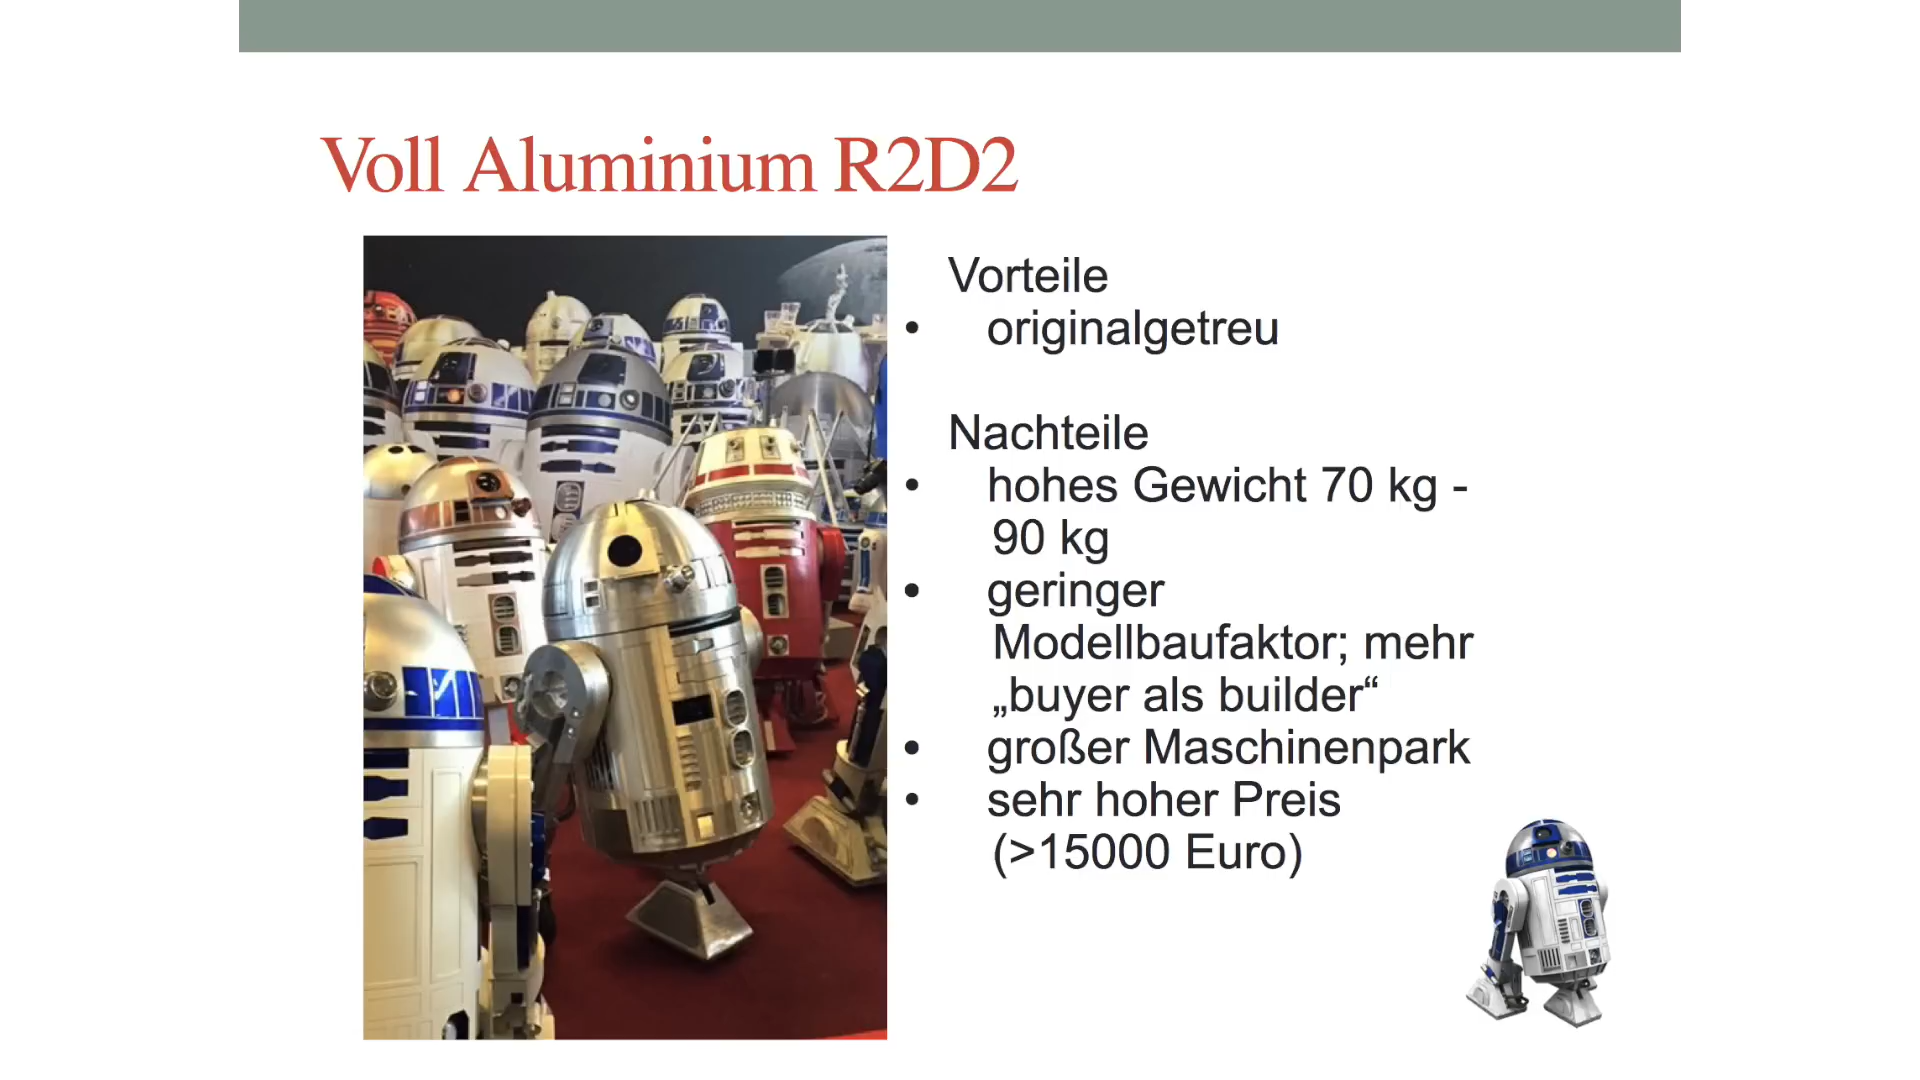 Voll Aluminium R2D2
Vorteile
• originalgetreu
Nachteile
• hohes Gewicht 70 kg -
90 kg
• geringer
Modellbaufaktor; mehr
„buyer als builder“
• großer Maschinenpark
• sehr hoher Preis
(>15000 Euro)